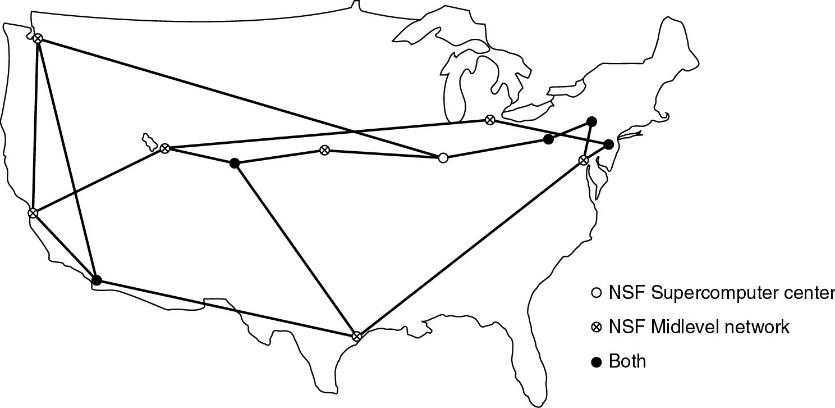 NSF Supercomputer center
NSF Midlevel network
Both